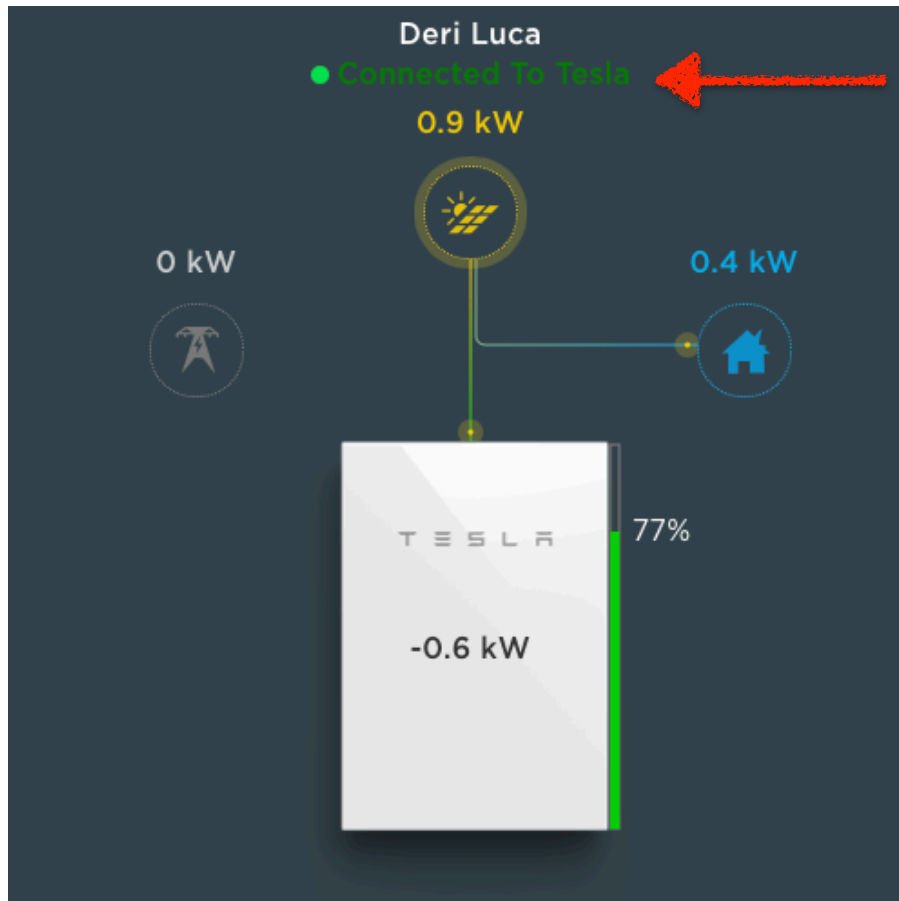 Deri Luca
Connected To Tesla
0.9 kW
0 kW
0.4 kW
TESLA
77%
-0.6 kW